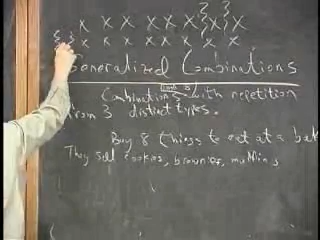 x x x x x x } x } x
} } x x x x x x x x
Generalized Combinations
Combinations with repetition
from 3 distinct types.
Buy 8 things to eat at a bak
They sell cookies, brownies, muffins